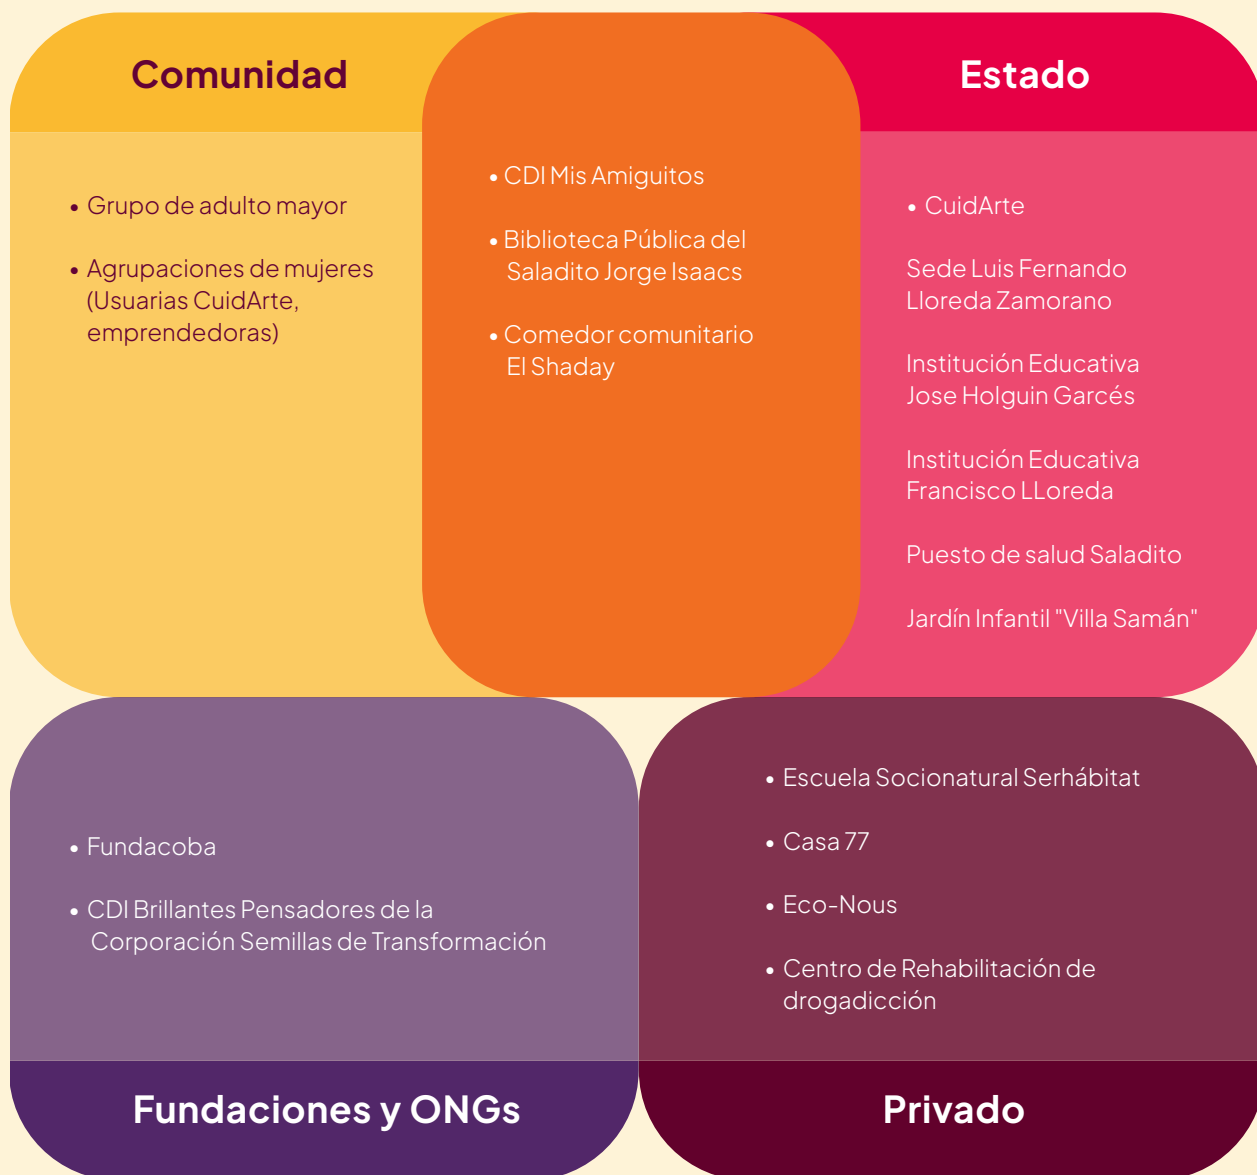 Comunidad
• Grupo de adulto mayor
• Agrupaciones de mujeres
(Usuarias CuidArte,
emprendedoras)
• CDI Mis Amiguitos
• Biblioteca Pública del
Saladito Jorge Isaacs
• Comedor comunitario
El Shaday
Estado
• CuidArte
Sede Luis Fernando
Lloreda Zamorano
Institución Educativa
Jose Holguin Garcés
Institución Educativa
Francisco LLoreda
Puesto de salud Saladito
Jardín Infantil "Villa Samán"
• Fundacoba
• CDI Brillantes Pensadores de la
Corporación Semillas de Transformación
Fundaciones y ONGs
• Escuela Socionatural Serhábitat
• Casa 77
• Eco-Nous
• Centro de Rehabilitación de
drogadicción
Privado